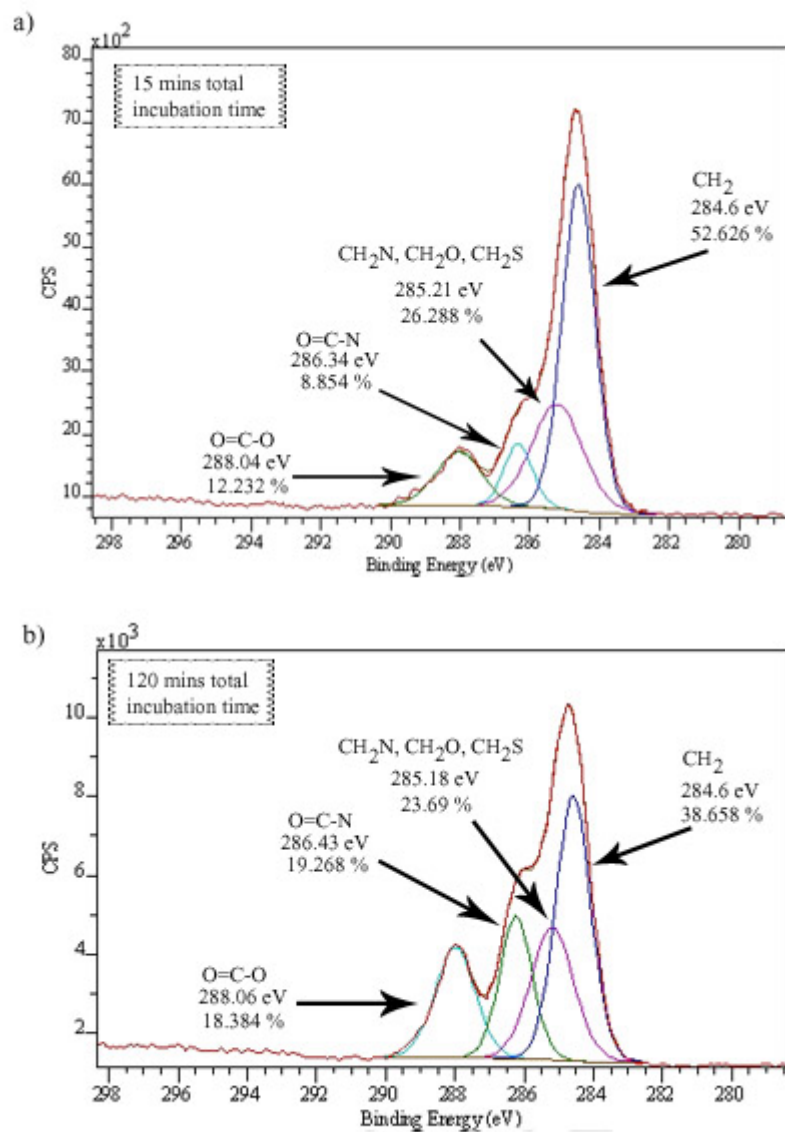 a)
x10²
80
70
60
50
40
30
20
10
CPS
15 mins total
incubation time
CH₂
284.6 eV
52.626 %
CH₂N, CH₂O, CH₂S
285.21 eV
26.288 %
O=C-N
286.34 eV
8.854 %
O=C-O
288.04 eV
12.232 %
298 296 294 292 290 288 286 284 282 280
Binding Energy (eV)
b)
x10³
10
8
6
4
2
CPS
120 mins total
incubation time
CH₂N, CH₂O, CH₂S
285.18 eV
23.69 %
CH₂
284.6 eV
38.658 %
O=C-N
286.43 eV
19.268 %
O=C-O
288.06 eV
18.384 %
298 296 294 292 290 288 286 284 282 280
Binding Energy (eV)